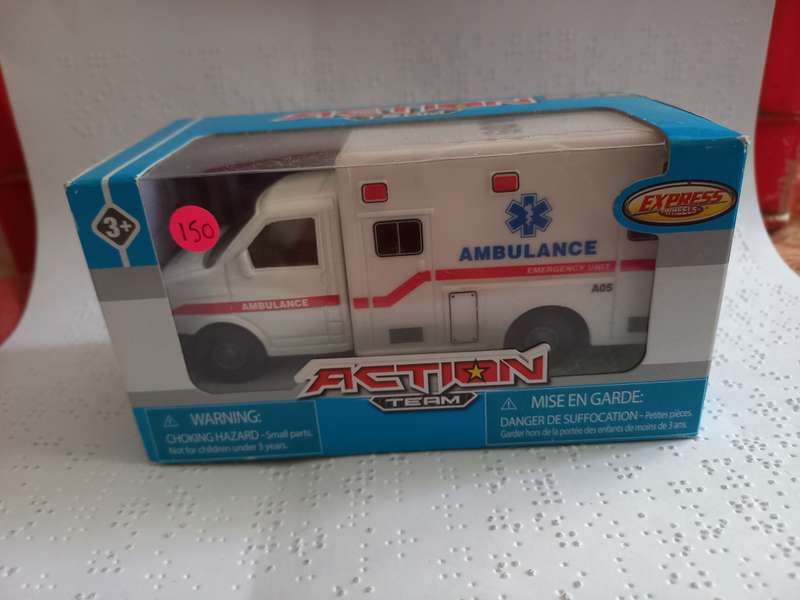 ACTION
TEAM
3+
150
EXPRESS
WHEELS
AMBULANCE
EMERGENCY UNIT
A05
AMBULANCE
ACTION
TEAM
WARNING:
CHOKING HAZARD - Small parts.
Not for children under 3 years.
MISE EN GARDE:
DANGER DE SUFFOCATION - Petites pièces.
Garder hors de la portée des enfants de moins de 3 ans.